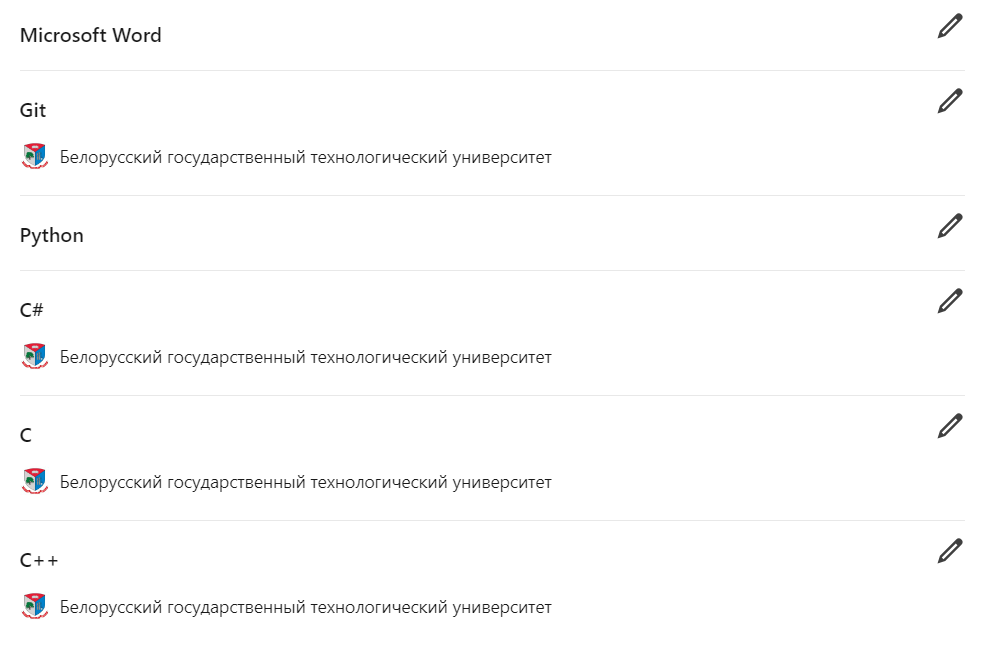 Microsoft Word
Git
Белорусский государственный технологический университет
Python
C#
Белорусский государственный технологический университет
C
Белорусский государственный технологический университет
C++
Белорусский государственный технологический университет